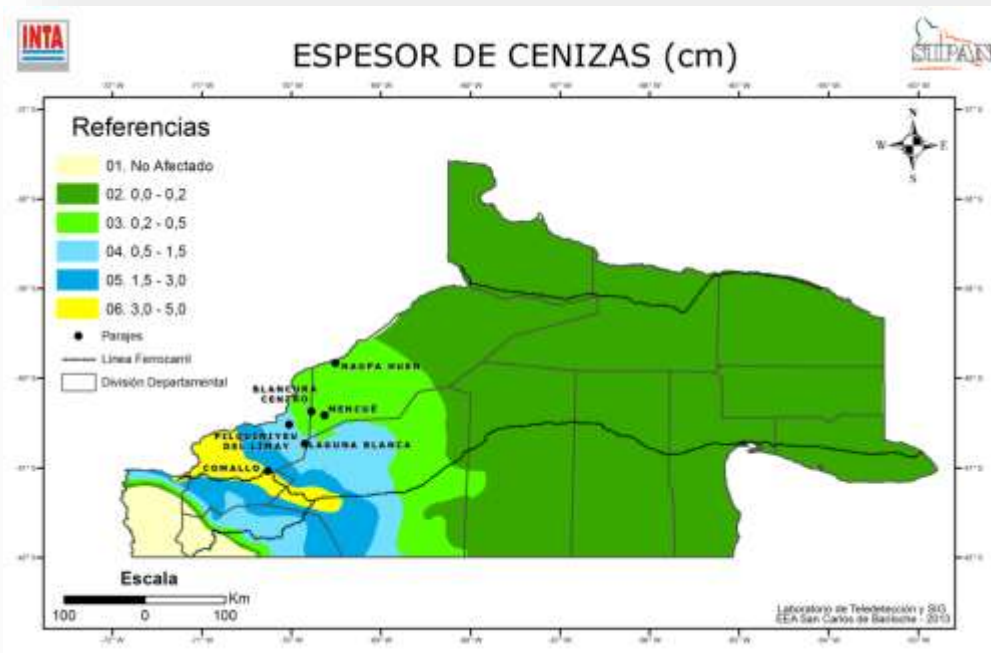 INTA
ESPESOR DE CENIZAS (cm)
SIPAN
Referencias
01. No Afectado
02. 0,0 - 0,2
03. 0,2 - 0,5
04. 0,5 - 1,5
05. 1,5 - 3,0
06. 3,0 - 5,0
Parajes
Línea Ferrocarril
División Departamental
N
W E
S
NAUPA HUEN
BLANCURA
CENTRO
MENCUÉ
PILQUINIYEU
DEL LIMAY
LAGUNA BLANCA
COMALLO
Escala
Km
100 0 100
Laboratorio de Teledetección y SIG
EEA San Carlos de Bariloche - 2013